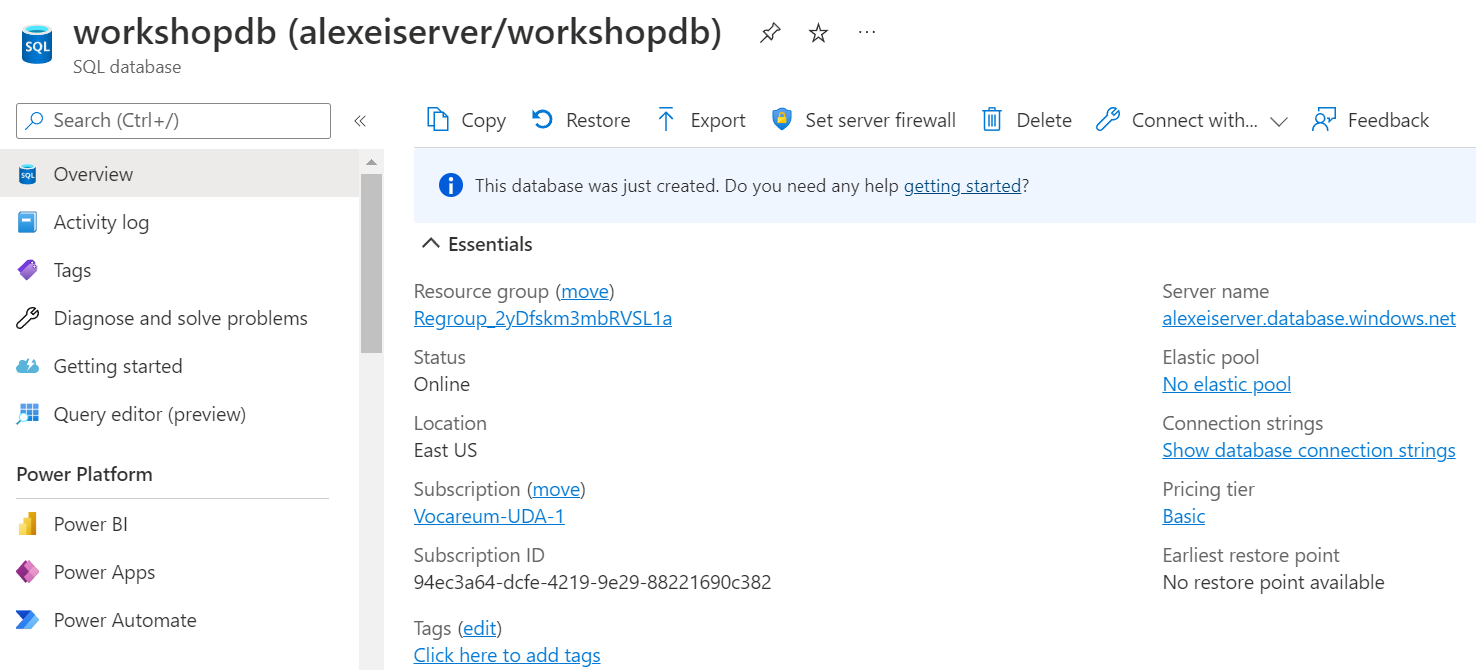 workshopdb (alexeiserver/workshopdb)
SQL database
SQL
Search (Ctrl+/)
Copy Restore Export Set server firewall Delete Connect with... Feedback
SQL Overview
Activity log
Tags
Diagnose and solve problems
Getting started
Query editor (preview)
Power Platform
Power BI
Power Apps
Power Automate
This database was just created. Do you need any help getting started?
Essentials
Resource group (move)
Regroup_2yDfskm3mbRVSL1a
Status
Online
Location
East US
Subscription (move)
Vocareum-UDA-1
Subscription ID
94ec3a64-dcfe-4219-9e29-88221690c382
Tags (edit)
Click here to add tags
Server name
alexeiserver.database.windows.net
Elastic pool
No elastic pool
Connection strings
Show database connection strings
Pricing tier
Basic
Earliest restore point
No restore point available